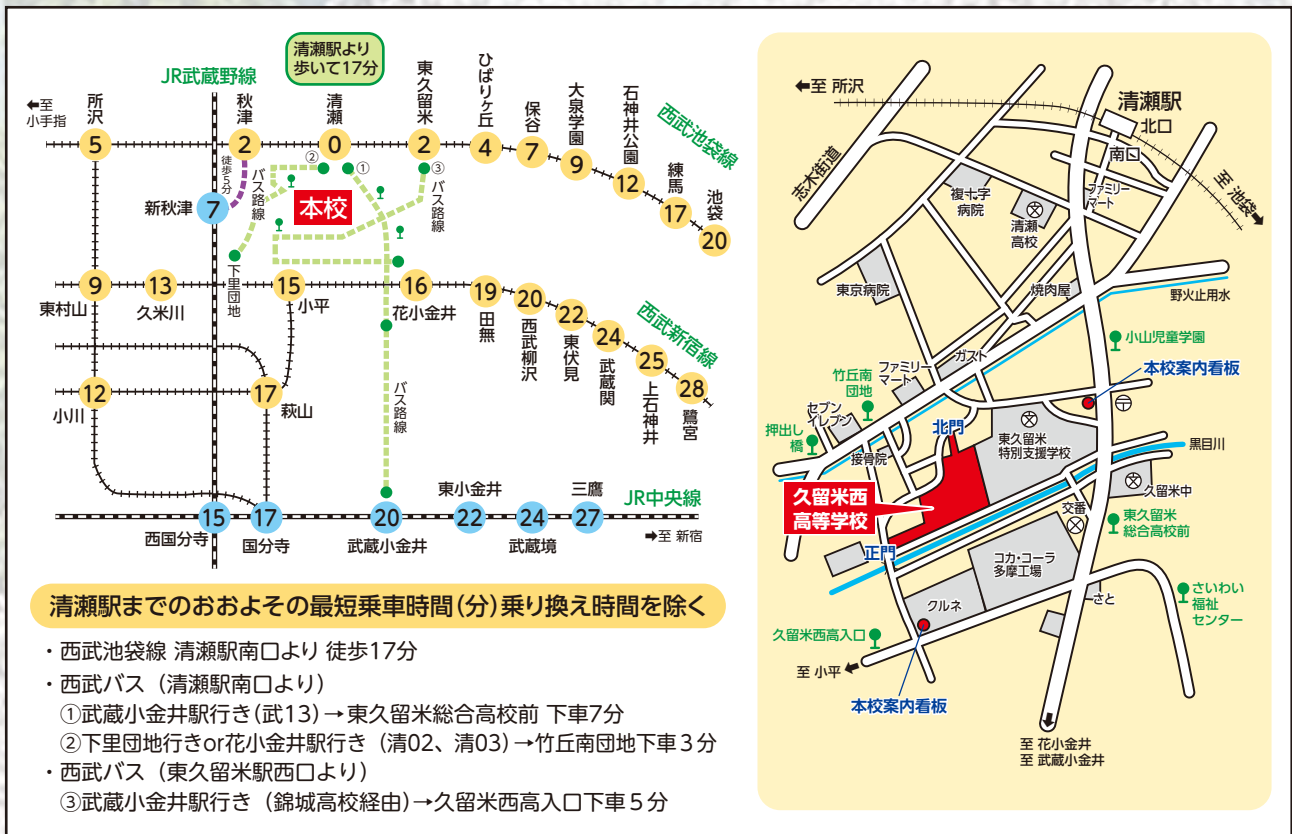 清瀬駅より
歩いて17分
JR武蔵野線
←至
小手指
所沢
秋津
清瀬
東久留米
ひばりヶ丘
保谷
大泉学園
石神井公園
練馬
池袋
西武池袋線
5
2
0
2
4
7
9
12
17
20
徒歩5分
バス路線
②
①
③
バス路線
新秋津
7
本校
下里団地
9
13
15
16
19
20
22
24
25
28
東村山
久米川
小平
花小金井
田無
西武柳沢
東伏見
武蔵関
上石神井
鷺宮
西武新宿線
12
17
小川
萩山
バス路線
JR中央線
東小金井
三鷹
15
17
20
22
24
27
西国分寺
国分寺
武蔵小金井
武蔵境
➡至 新宿
清瀬駅までのおおよその最短乗車時間(分)乗り換え時間を除く
・西武池袋線 清瀬駅南口より 徒歩17分
・西武バス（清瀬駅南口より）
①武蔵小金井駅行き(武13)→東久留米総合高校前 下車7分
②下里団地行きor花小金井駅行き（清02、清03）→竹丘南団地下車３分
・西武バス（東久留米駅西口より）
③武蔵小金井駅行き（錦城高校経由）→久留米西高入口下車５分
←至 所沢
清瀬駅
北口
南口
志木街道
至 池袋
ファミリー
マート
複十字
病院
清瀬
高校
東京病院
焼肉屋
野火止用水
小山児童学園
ガスト
ファミリー
マート
竹丘南
団地
本校案内看板
セブン
イレブン
押出し
橋
接骨院
北門
東久留米
特別支援学校
黒目川
久留米西
高等学校
久留米中
交番
東久留米
総合高校前
正門
コカ・コーラ
多摩工場
さと
さいわい
福祉
センター
クルネ
久留米西高入口
至 小平
本校案内看板
至 花小金井
至 武蔵小金井